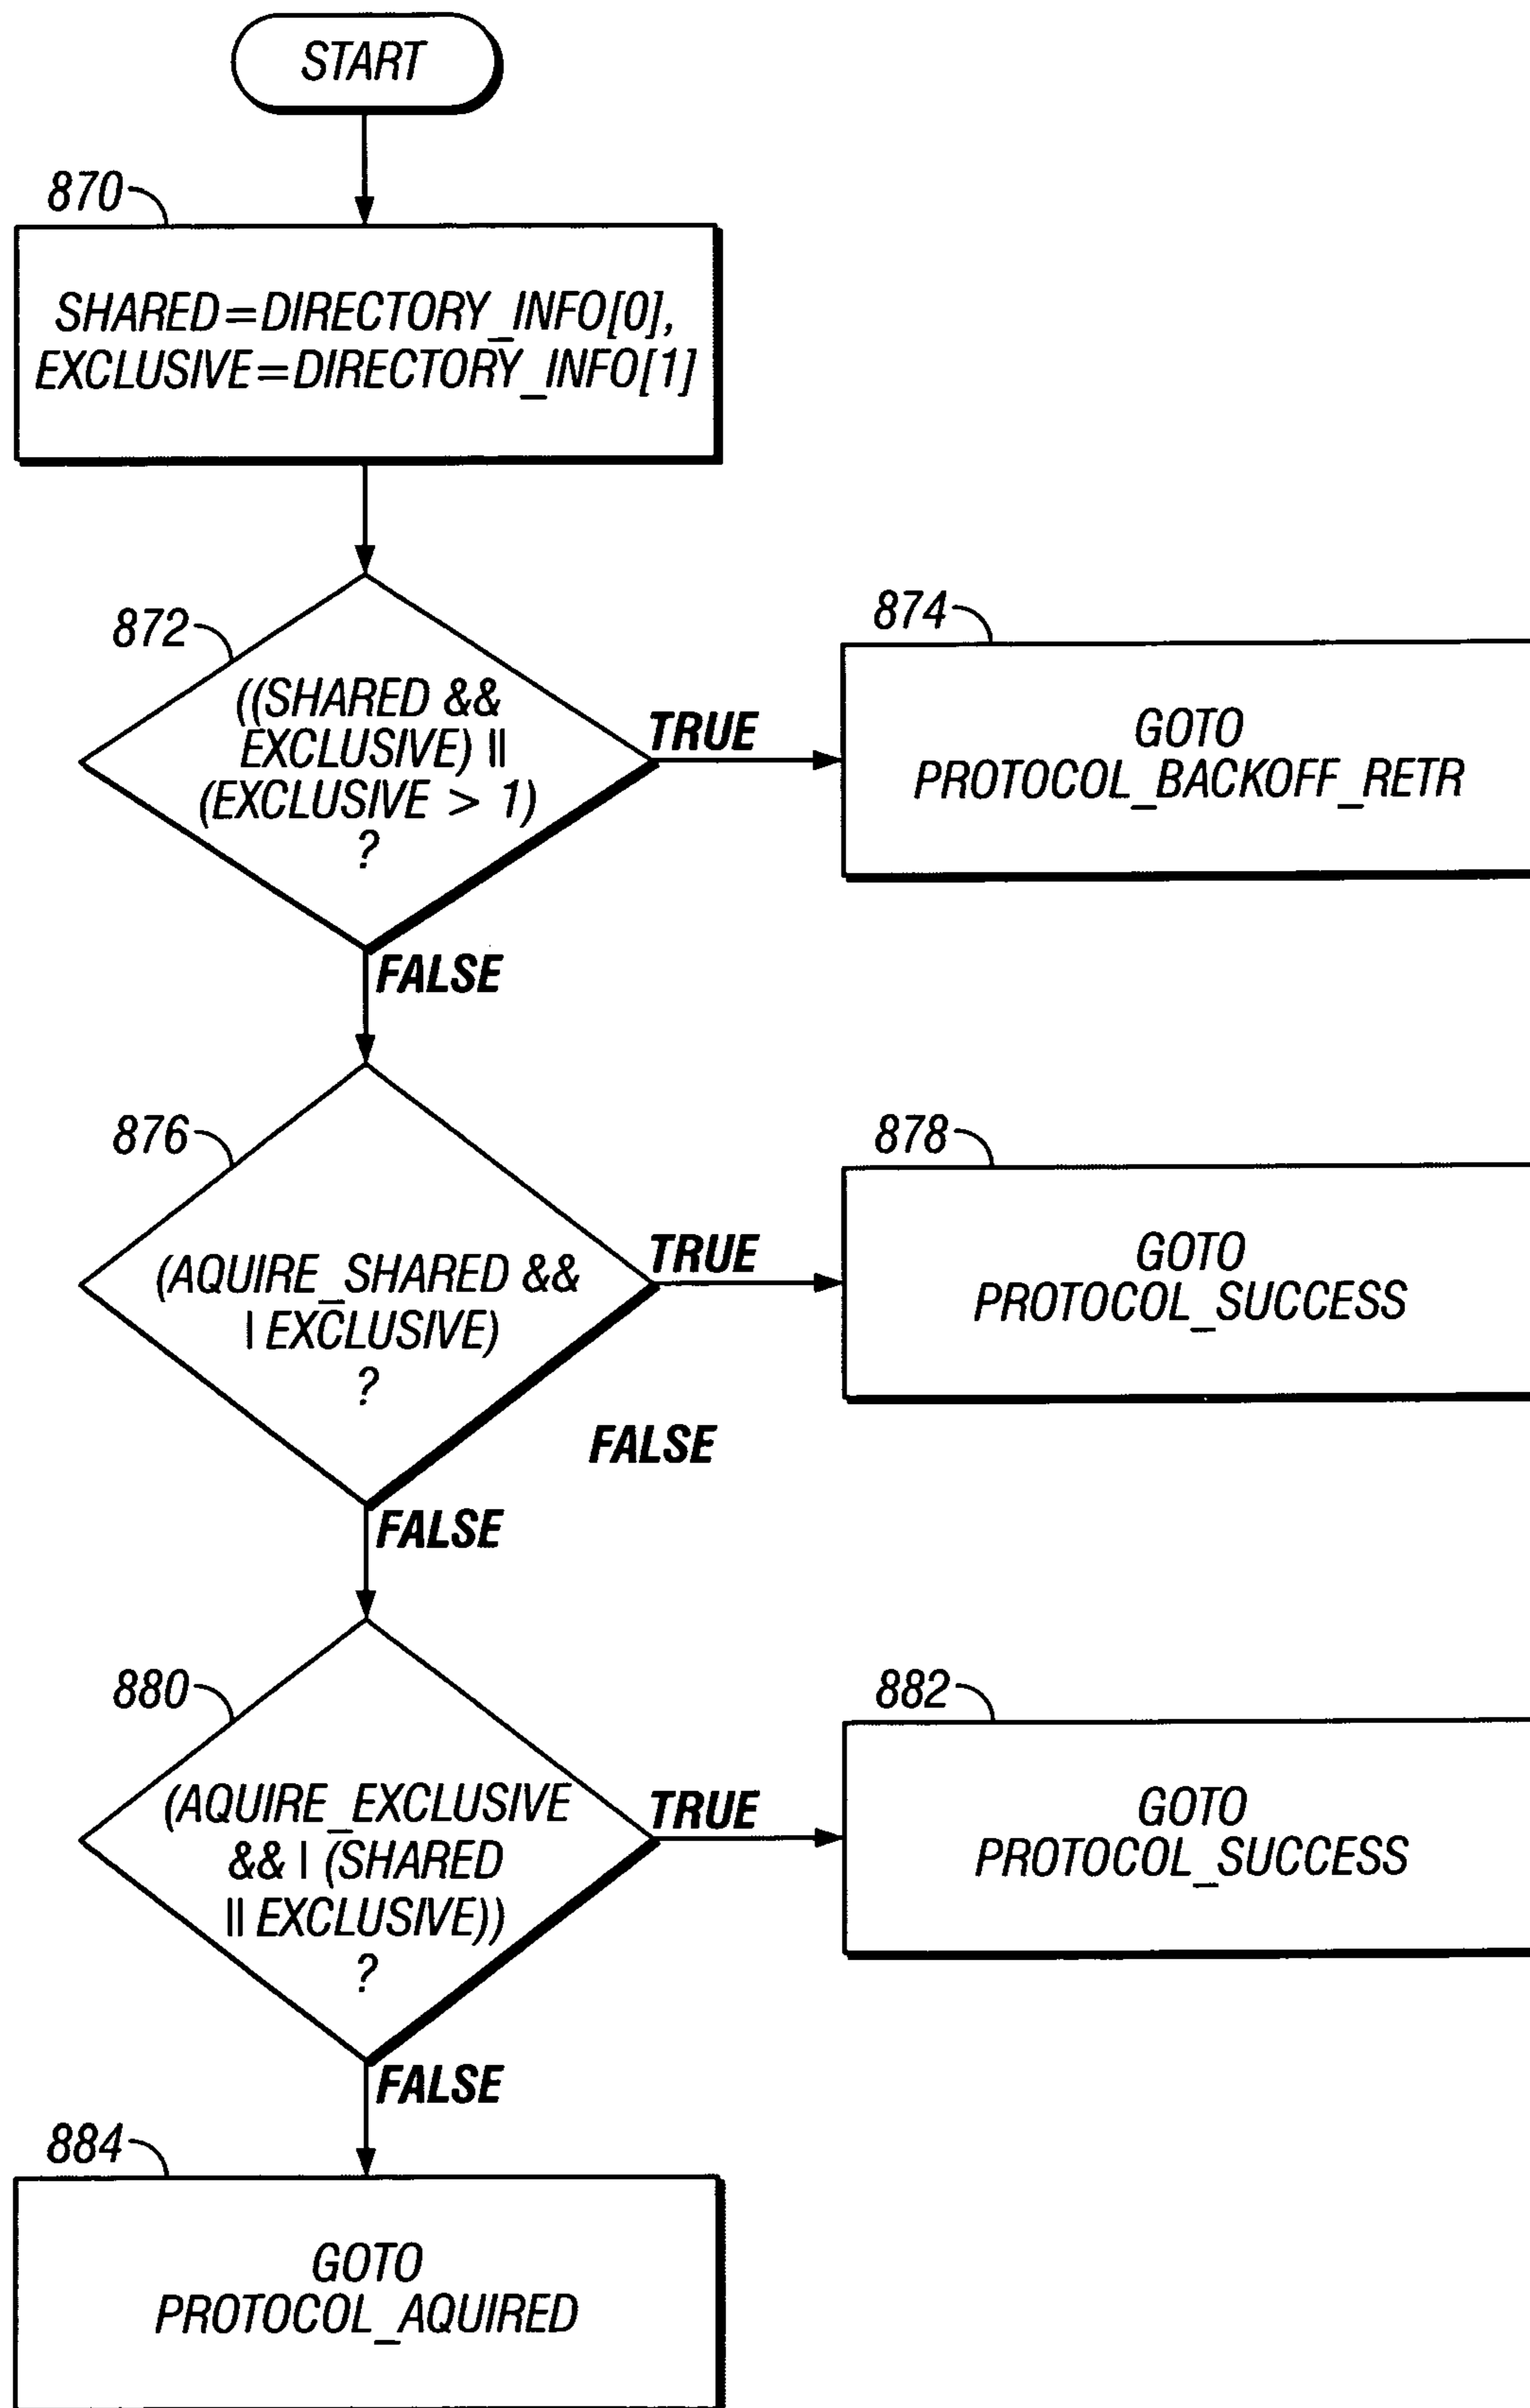 START
870
SHARED=DIRECTORY_INFO[0],
EXCLUSIVE=DIRECTORY_INFO[1]
872
((SHARED &&
EXCLUSIVE) ||
(EXCLUSIVE > 1)
?
TRUE
874
GOTO
PROTOCOL_BACKOFF_RETR
FALSE
876
(AQUIRE_SHARED &&
| EXCLUSIVE)
?
TRUE
878
GOTO
PROTOCOL_SUCCESS
FALSE
FALSE
880
(AQUIRE_EXCLUSIVE
&& | (SHARED
|| EXCLUSIVE))
?
TRUE
882
GOTO
PROTOCOL_SUCCESS
FALSE
884
GOTO
PROTOCOL_AQUIRED